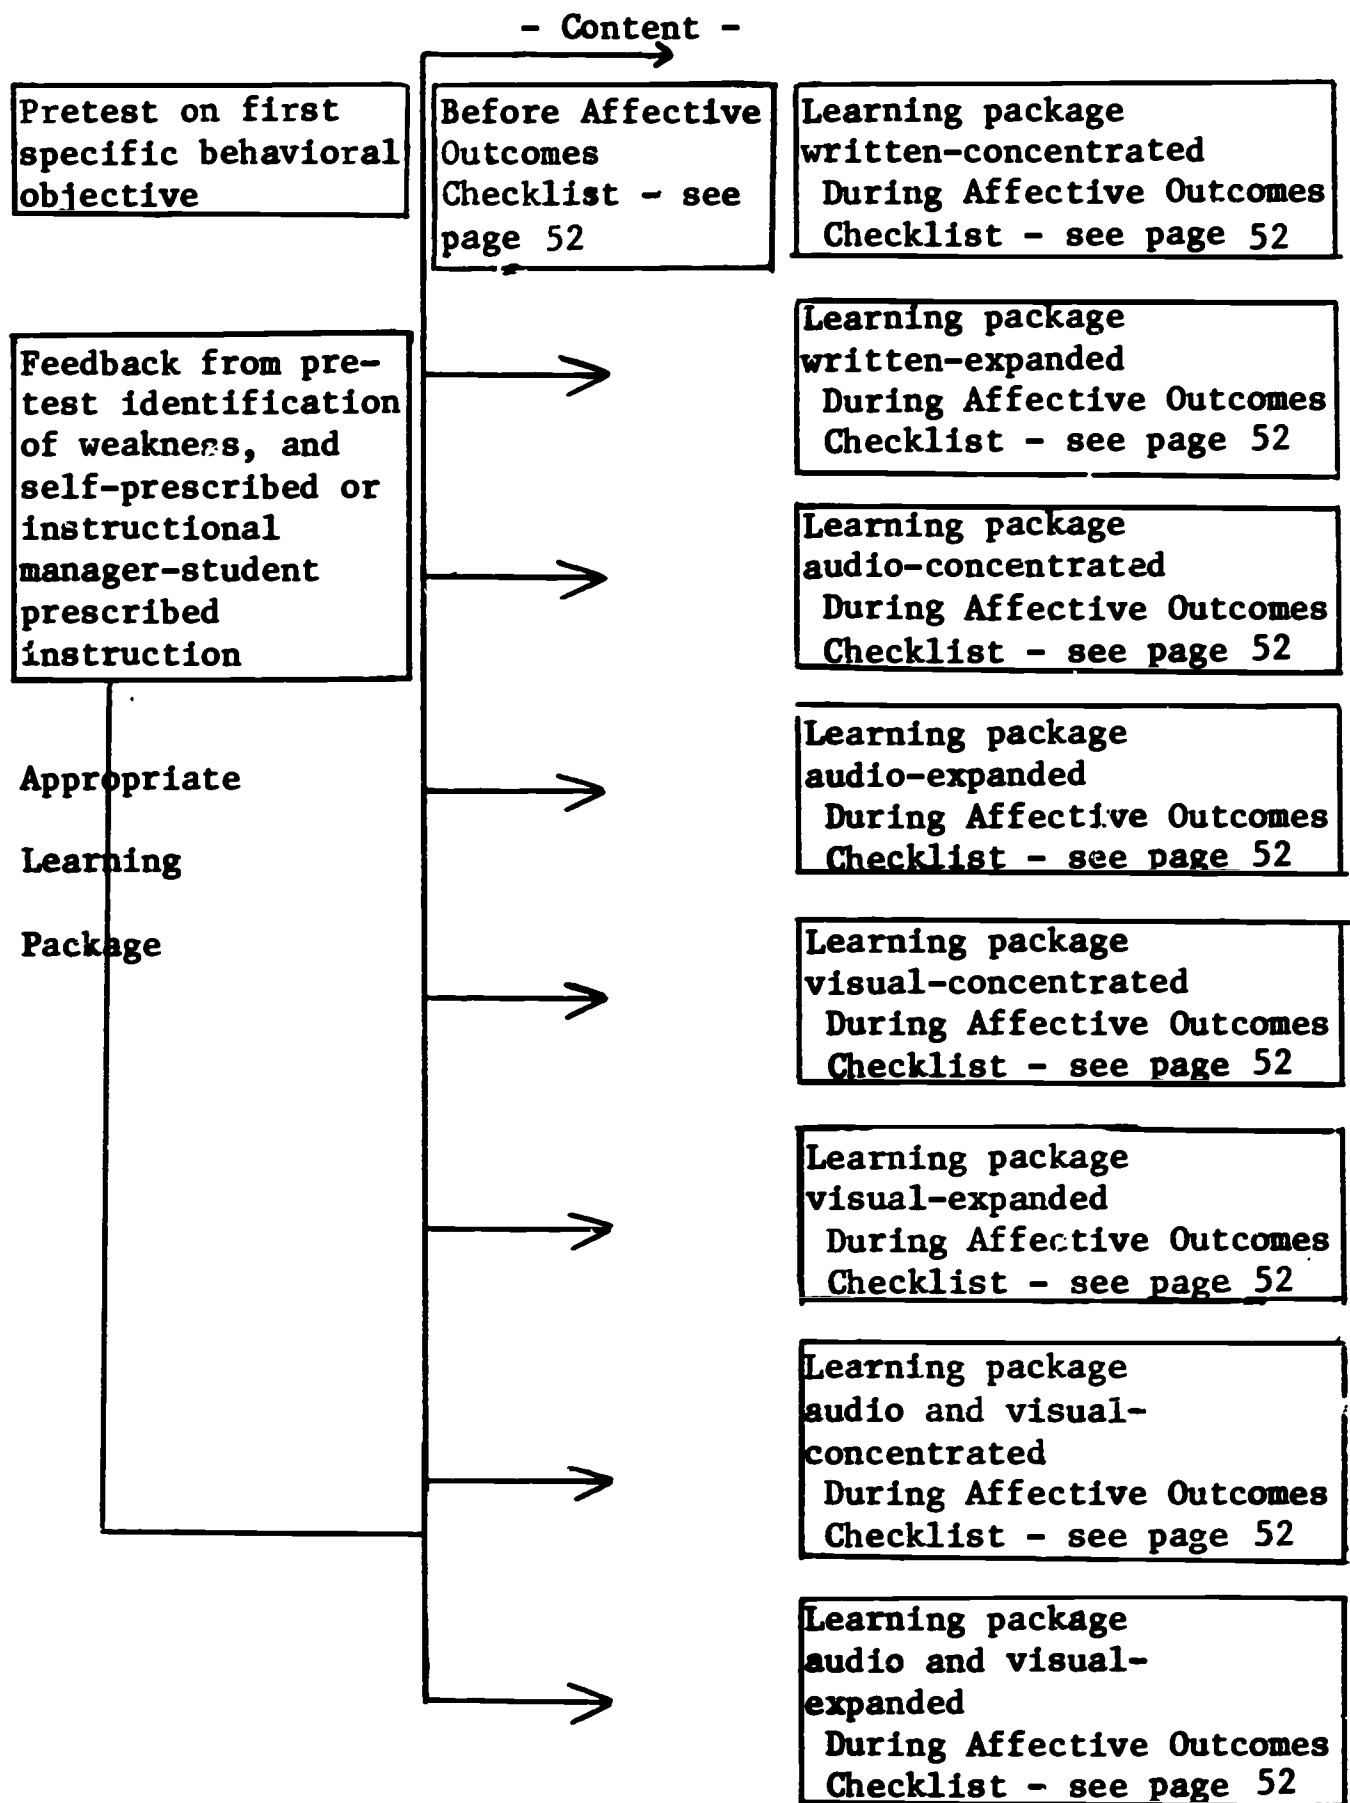 - Content -
Pretest on first
specific behavioral
objective
Before Affective
Outcomes
Checklist - see
page 52
Learning package
written-concentrated
During Affective Outcomes
Checklist - see page 52
Feedback from pre-
test identification
of weakness, and
self-prescribed or
instructional
manager-student
prescribed
instruction
Appropriate
Learning
Package
Learning package
written-expanded
During Affective Outcomes
Checklist - see page 52
Learning package
audio-concentrated
During Affective Outcomes
Checklist - see page 52
Learning package
audio-expanded
During Affective Outcomes
Checklist - see page 52
Learning package
visual-concentrated
During Affective Outcomes
Checklist - see page 52
Learning package
visual-expanded
During Affective Outcomes
Checklist - see page 52
Learning package
audio and visual-
concentrated
During Affective Outcomes
Checklist - see page 52
Learning package
audio and visual-
expanded
During Affective Outcomes
Checklist - see page 52